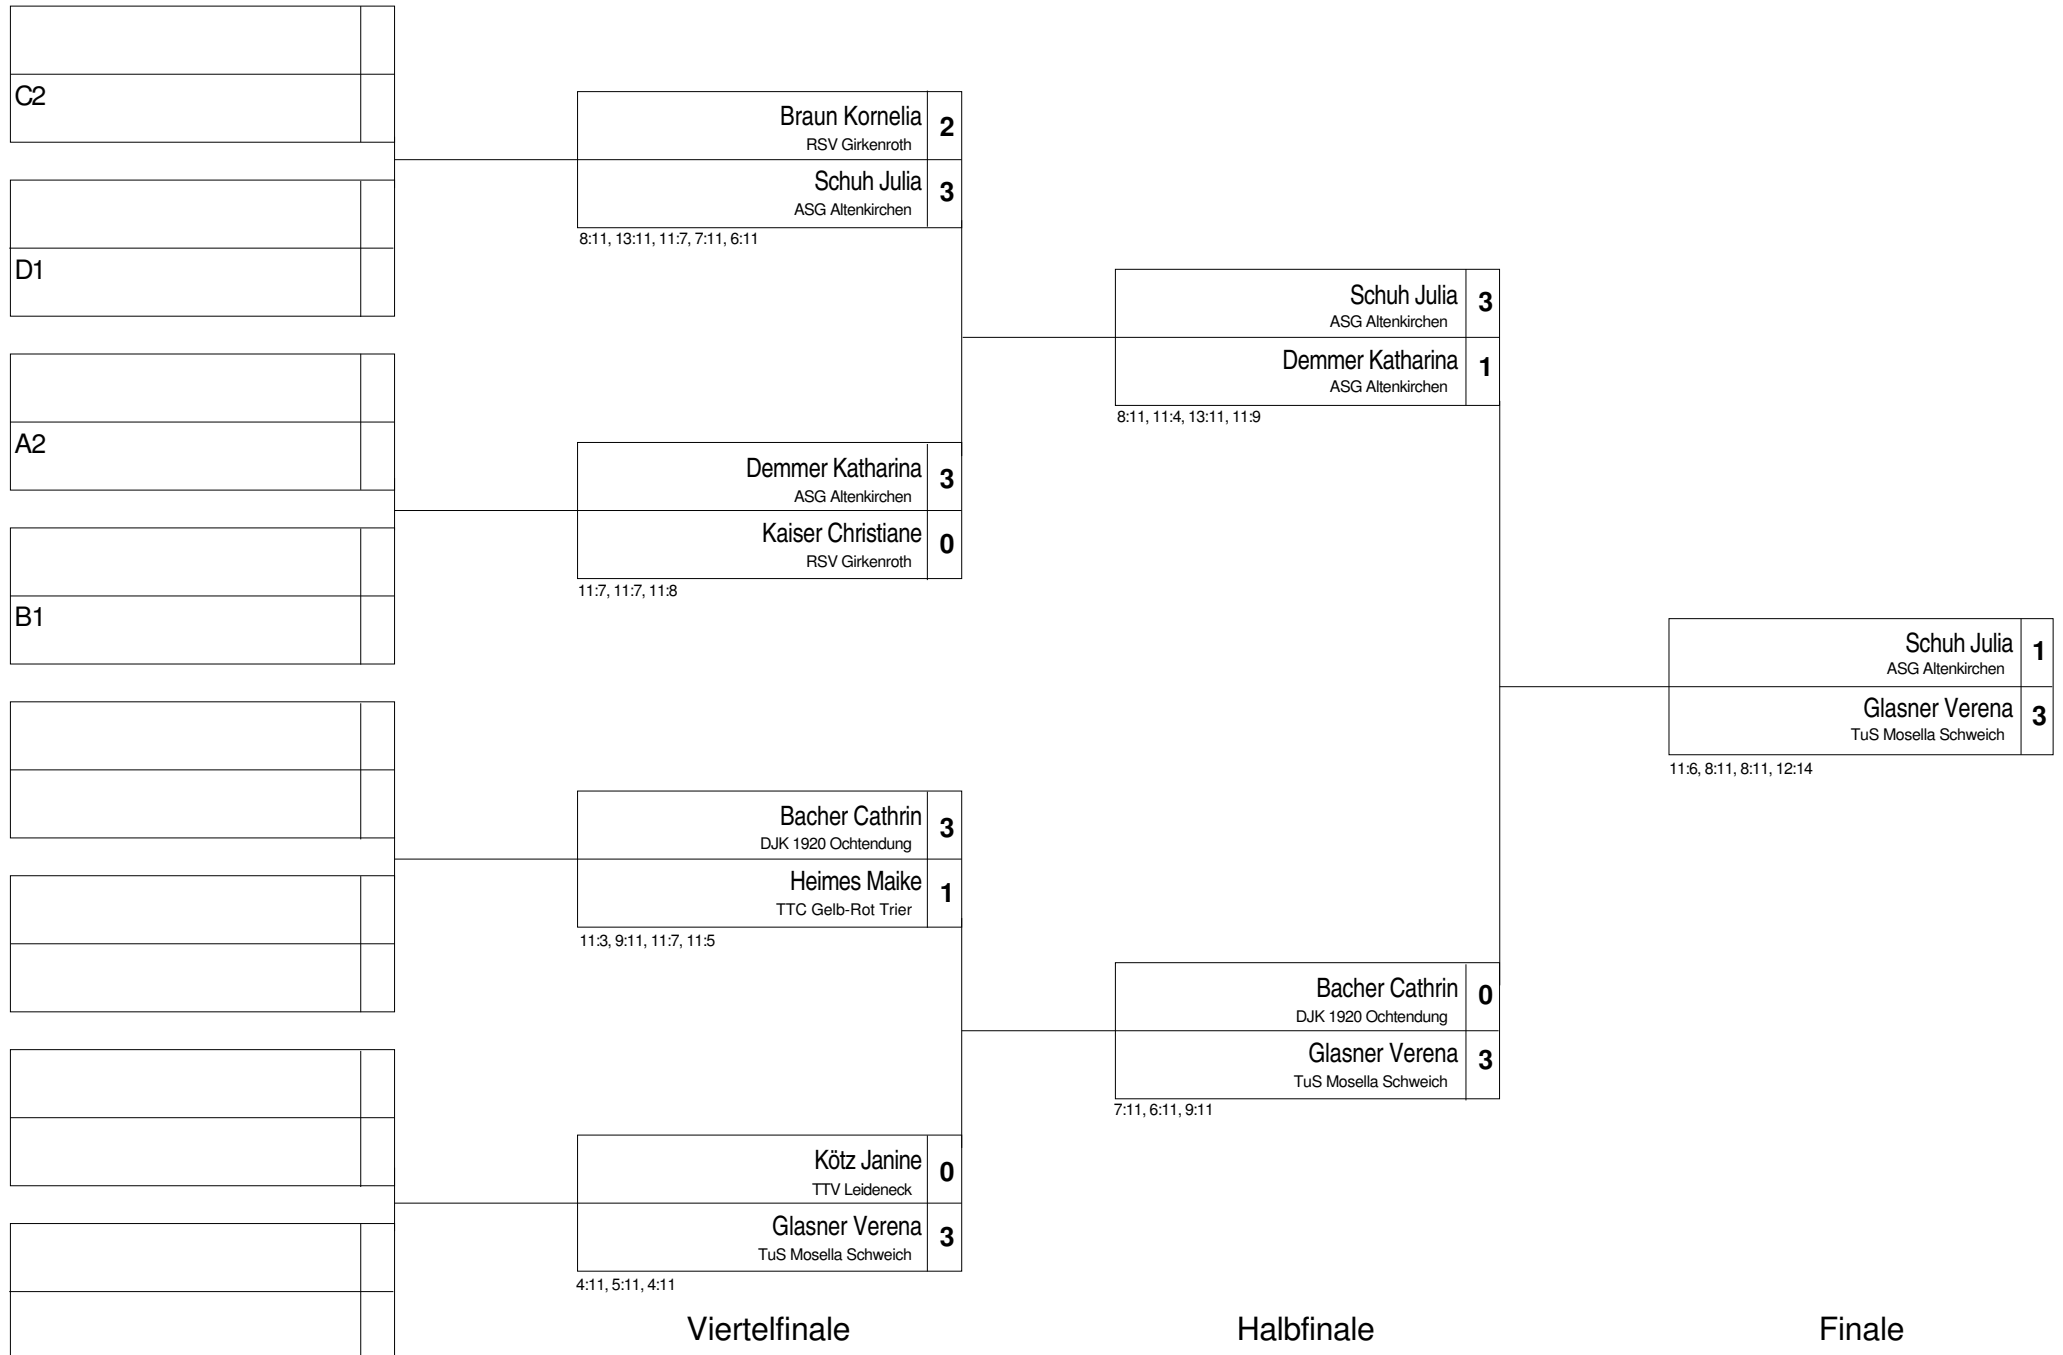 C2
D1
A2
B1
Braun Kornelia 2
RSV Girkenroth
Schuh Julia 3
ASG Altenkirchen
8:11, 13:11, 11:7, 7:11, 6:11
Demmer Katharina 3
ASG Altenkirchen
Kaiser Christiane 0
RSV Girkenroth
11:7, 11:7, 11:8
Bacher Cathrin 3
DJK 1920 Ochtendung
Heimes Maike 1
TTC Gelb-Rot Trier
11:3, 9:11, 11:7, 11:5
Kötz Janine 0
TTV Leideneck
Glasner Verena 3
TuS Mosella Schweich
4:11, 5:11, 4:11
Viertelfinale
Schuh Julia 3
ASG Altenkirchen
Demmer Katharina 1
ASG Altenkirchen
8:11, 11:4, 13:11, 11:9
Bacher Cathrin 0
DJK 1920 Ochtendung
Glasner Verena 3
TuS Mosella Schweich
7:11, 6:11, 9:11
Halbfinale
Schuh Julia 1
ASG Altenkirchen
Glasner Verena 3
TuS Mosella Schweich
11:6, 8:11, 8:11, 12:14
Finale